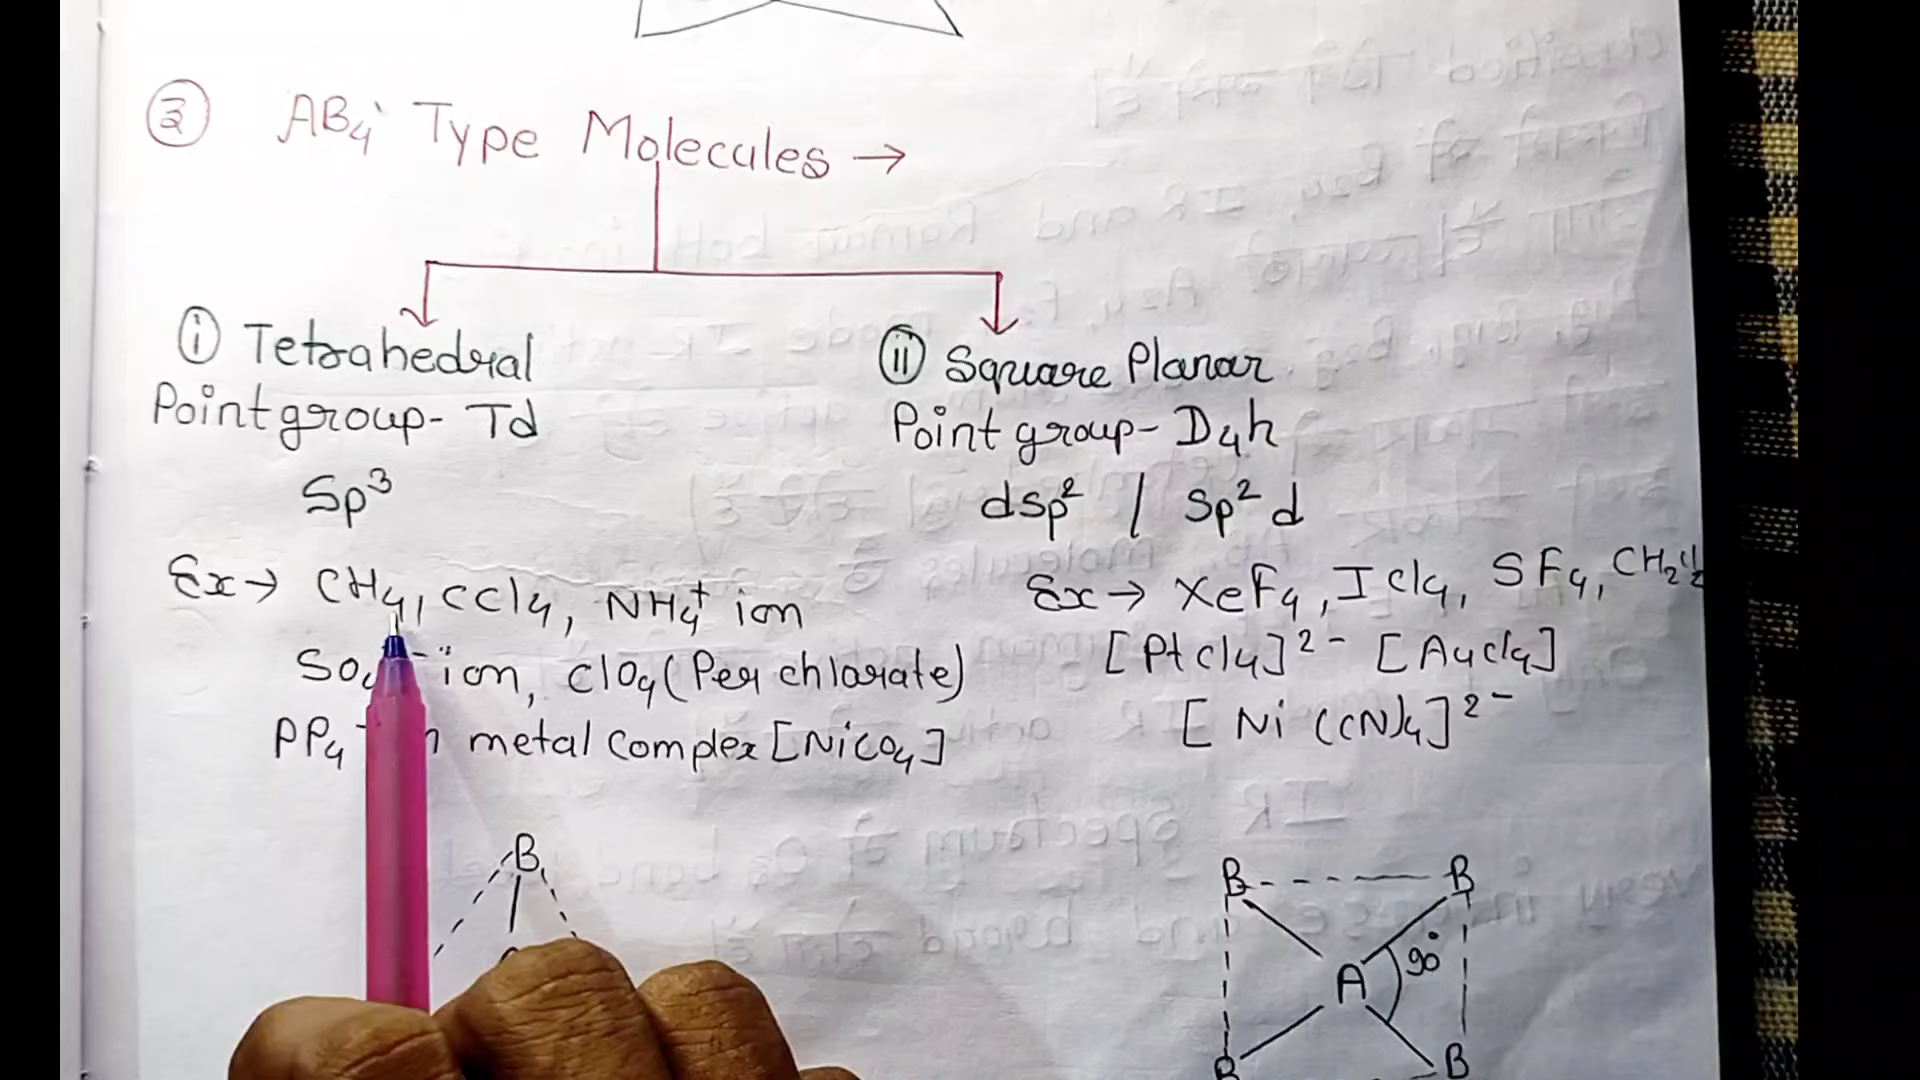 ③ AB4 Type Molecules →
ⓘ Tetrahedral
Point group - Td
Sp³
Ex → CH4, CCl4, NH4⁺ ion
ion, ClO4 (Per chlorate)
PP4 metal Complex [NiCO4]
ⓘⓘ Square Planar
Point group - D4h
dsp² / Sp²d
Ex → XeF4, ICl4, SF4, CH2Cl2
[PtCl4]²⁻ [AuCl4]
[Ni(CN)4]²⁻
B
B B
90°
A
B B